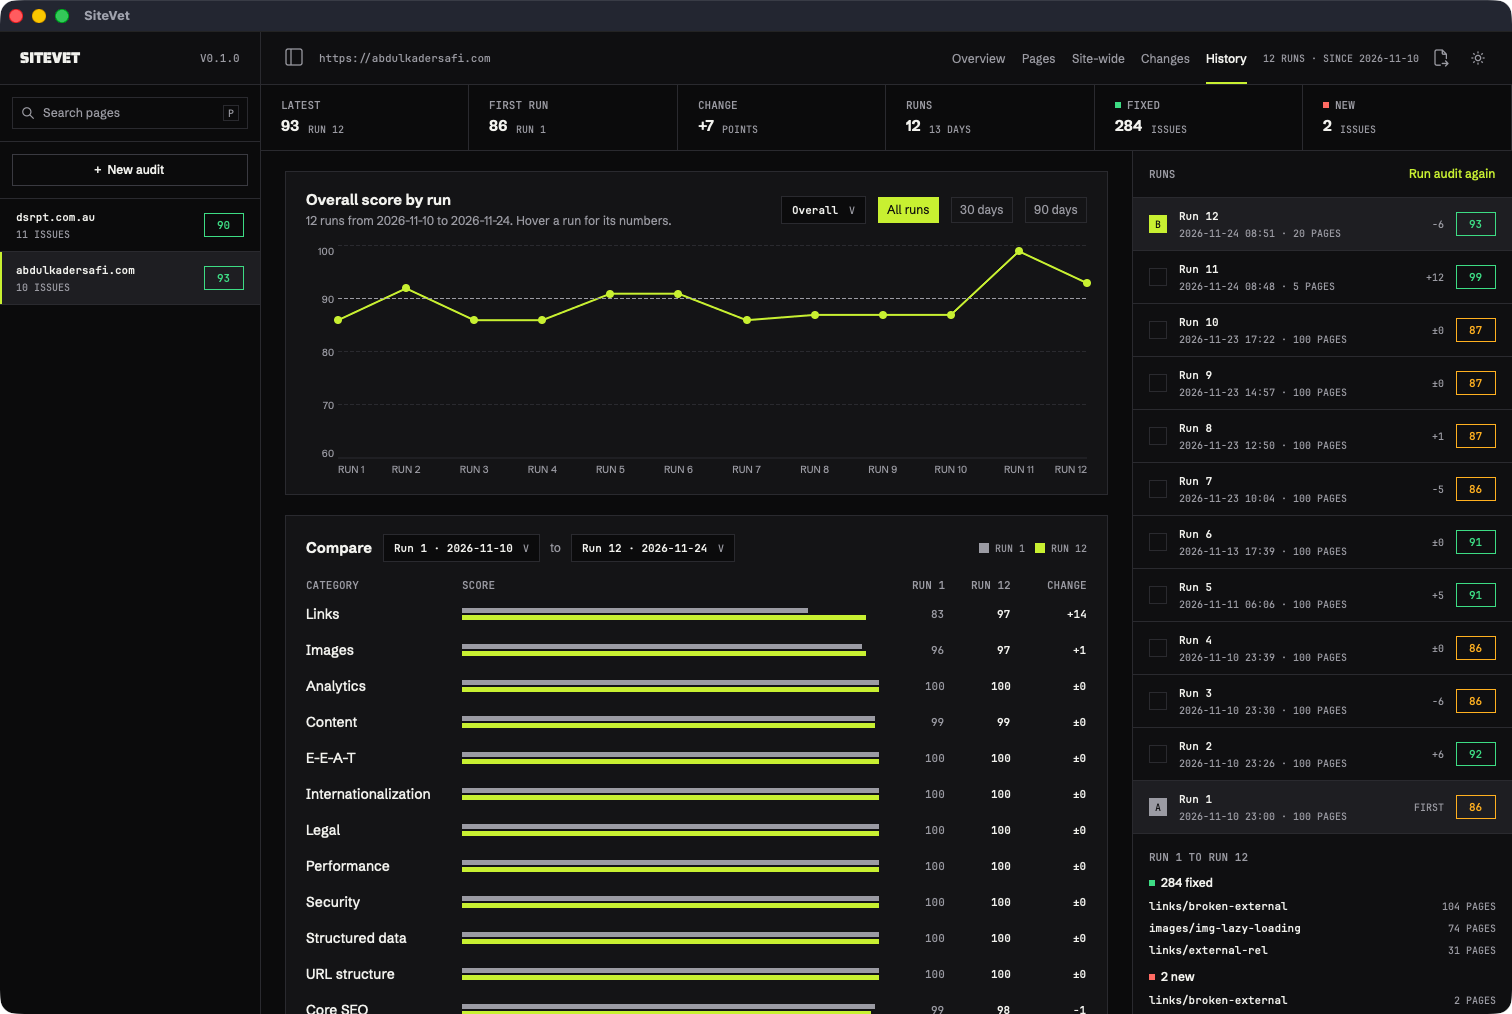 SiteVet
SITEVET
V0.1.0
https://abdulkadersafi.com
Overview
Pages
Site-wide
Changes
History
12 RUNS · SINCE 2026-11-10
Search pages
P
+ New audit
dsrpt.com.au
11 ISSUES
90
abdulkadersafi.com
10 ISSUES
93
LATEST
93 RUN 12
FIRST RUN
86 RUN 1
CHANGE
+7 POINTS
RUNS
12 13 DAYS
FIXED
284 ISSUES
NEW
2 ISSUES
Overall score by run
12 runs from 2026-11-10 to 2026-11-24. Hover a run for its numbers.
Overall
All runs
30 days
90 days
100
90
80
70
60
RUN 1
RUN 2
RUN 3
RUN 4
RUN 5
RUN 6
RUN 7
RUN 8
RUN 9
RUN 10
RUN 11
RUN 12
Compare
Run 1 · 2026-11-10
to
Run 12 · 2026-11-24
RUN 1
RUN 12
CATEGORY SCORE RUN 1 RUN 12 CHANGE
Links 83 97 +14
Images 96 97 +1
Analytics 100 100 ±0
Content 99 99 ±0
E-E-A-T 100 100 ±0
Internationalization 100 100 ±0
Legal 100 100 ±0
Performance 100 100 ±0
Security 100 100 ±0
Structured data 100 100 ±0
URL structure 100 100 ±0
Core SEO 99 98 -1
RUNS
Run audit again
B
Run 12
2026-11-24 08:51 · 20 PAGES
-6
93
Run 11
2026-11-24 08:48 · 5 PAGES
+12
99
Run 10
2026-11-23 17:22 · 100 PAGES
±0
87
Run 9
2026-11-23 14:57 · 100 PAGES
±0
87
Run 8
2026-11-23 12:50 · 100 PAGES
+1
87
Run 7
2026-11-23 10:04 · 100 PAGES
-5
86
Run 6
2026-11-13 17:39 · 100 PAGES
±0
91
Run 5
2026-11-11 06:06 · 100 PAGES
+5
91
Run 4
2026-11-10 23:39 · 100 PAGES
±0
86
Run 3
2026-11-10 23:30 · 100 PAGES
-6
86
Run 2
2026-11-10 23:26 · 100 PAGES
+6
92
A
Run 1
2026-11-10 23:00 · 100 PAGES
FIRST
86
RUN 1 TO RUN 12
284 fixed
links/broken-external 104 PAGES
images/img-lazy-loading 74 PAGES
links/external-rel 31 PAGES
2 new
links/broken-external 2 PAGES